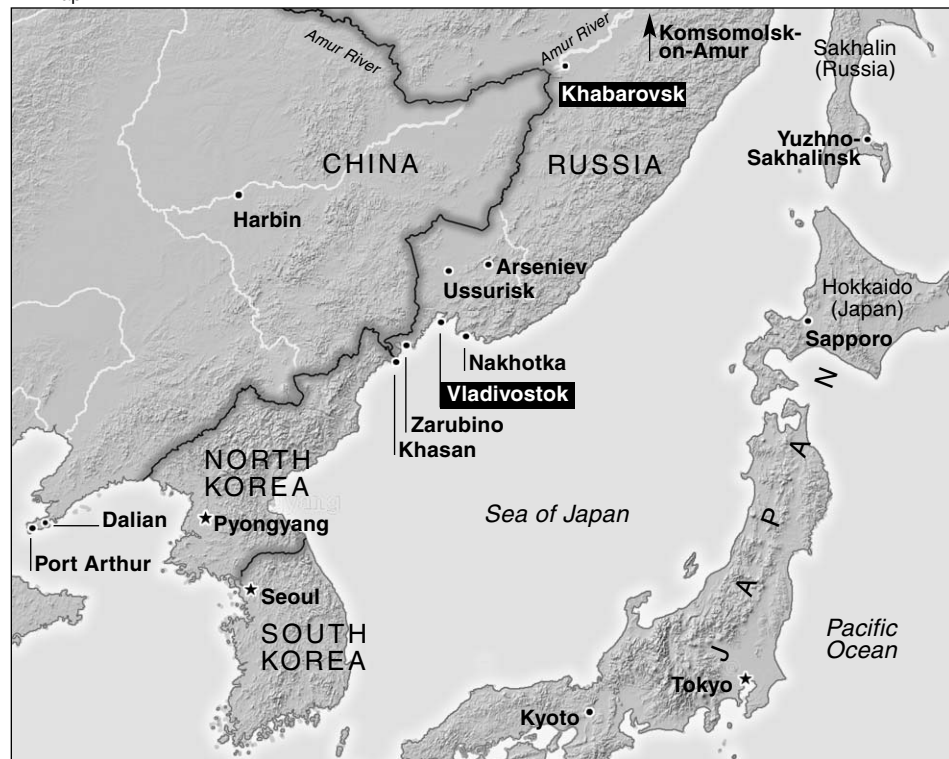 Amur River
Amur River
Komsomolsk-
on-Amur
Sakhalin
(Russia)
Khabarovsk
Yuzhno-
Sakhalinsk
CHINA
RUSSIA
Harbin
Arseniev
Ussurisk
Hokkaido
(Japan)
Sapporo
Nakhotka
Vladivostok
Zarubino
Khasan
NORTH
KOREA
Sea of Japan
Dalian
Pyongyang
Port Arthur
Seoul
SOUTH
KOREA
JAPAN
Pacific
Ocean
Tokyo
Kyoto